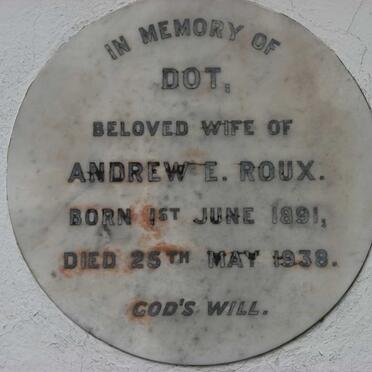 IN MEMORY OF
DOT,
BELOVED WIFE OF
ANDREW E. ROUX.
BORN 1ST JUNE 1891,
DIED 25TH MAY 1938.
GOD'S WILL.